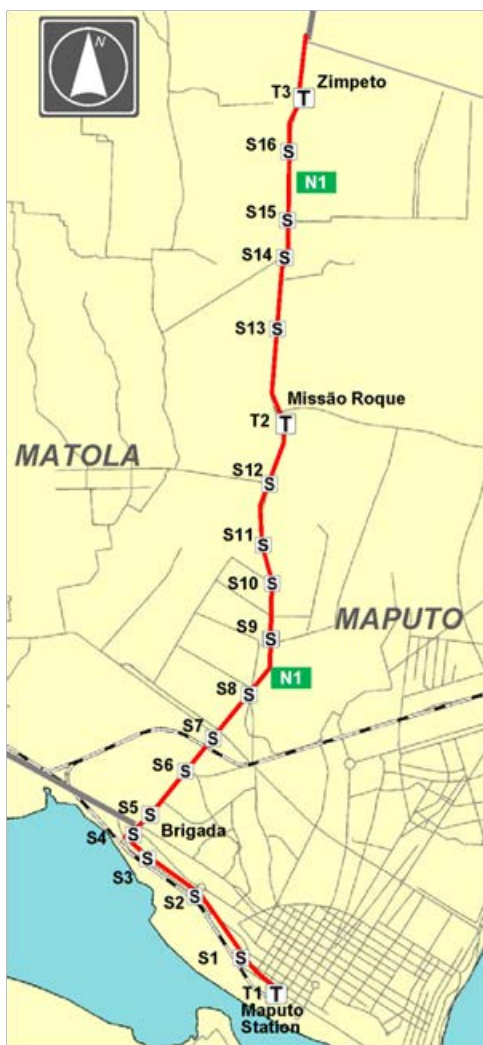 N
T3 T Zimpeto
S16 S
N1
S15 S
S14 S
S13 S
Missão Roque
T2 T
MATOLA
S12 S
S11 S
S10 S
MAPUTO
S9 S
N1
S8 S
S7 S
S6 S
S5 S
S4 S Brigada
S3 S
S2 S
S1 S
T1 T
Maputo
Station